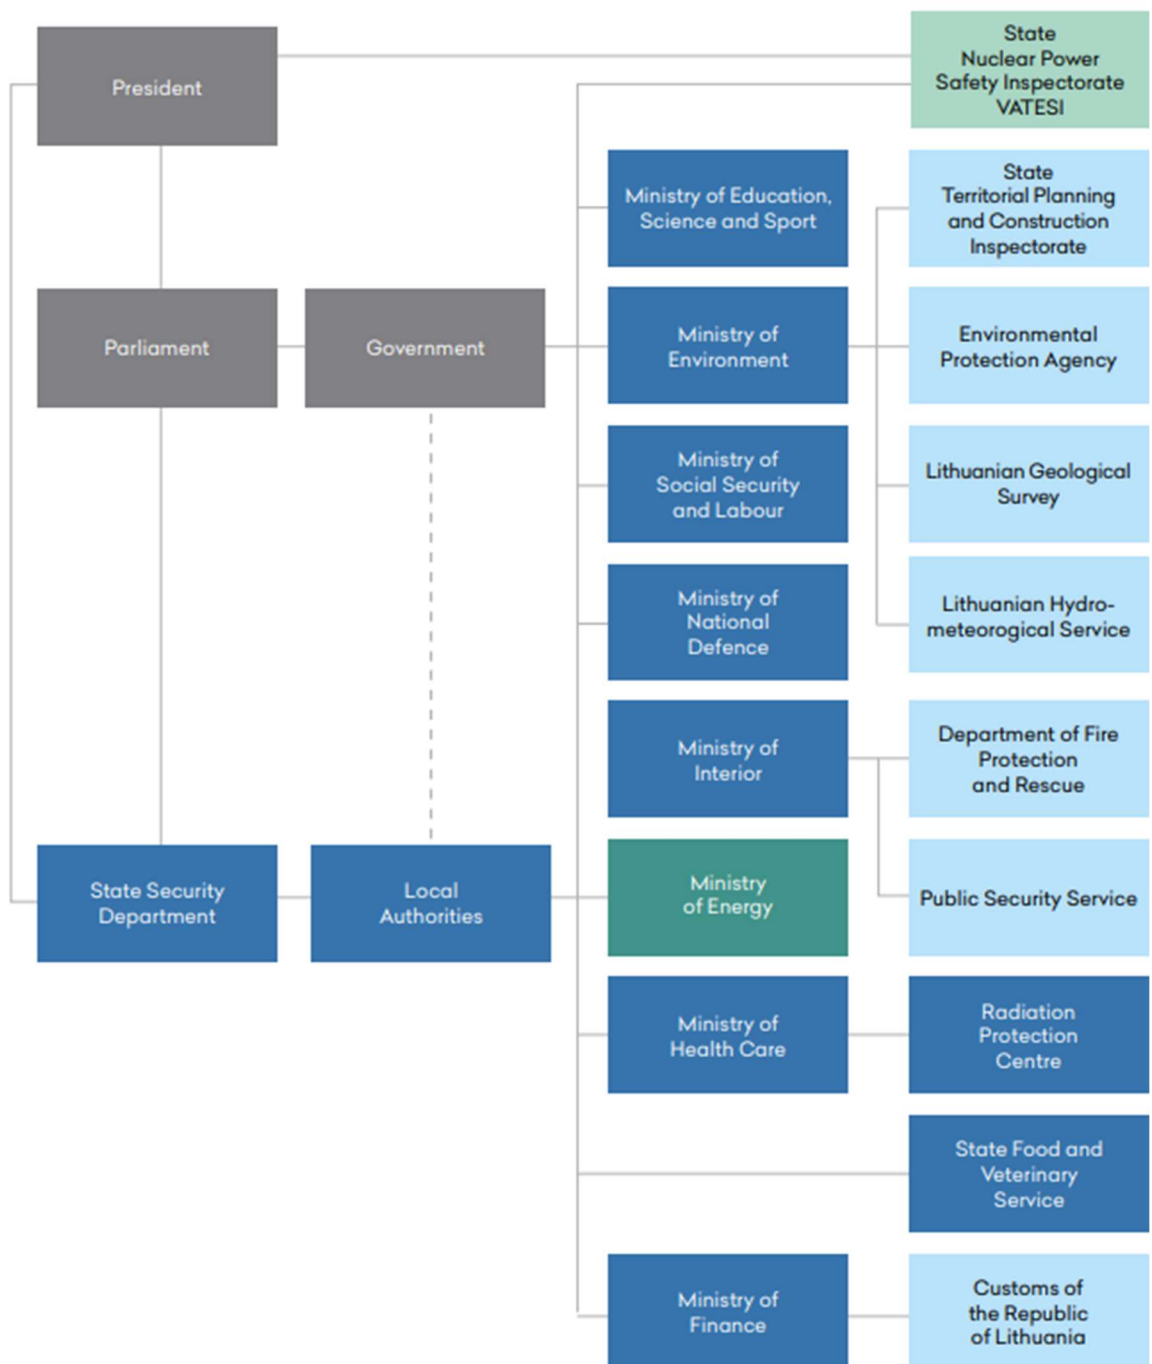 President
State
Nuclear Power
Safety Inspectorate
VATESI
Ministry of Education,
Science and Sport
State
Territorial Planning
and Construction
Inspectorate
Parliament
Government
Ministry of
Environment
Environmental
Protection Agency
Ministry of
Social Security
and Labour
Lithuanian Geological
Survey
Ministry of
National
Defence
Lithuanian Hydro-
meteorogical Service
Ministry of
Interior
Department of Fire
Protection
and Rescue
State Security
Department
Local
Authorities
Ministry
of Energy
Public Security Service
Ministry of
Health Care
Radiation
Protection
Centre
State Food and
Veterinary
Service
Ministry of
Finance
Customs of
the Republic
of Lithuania